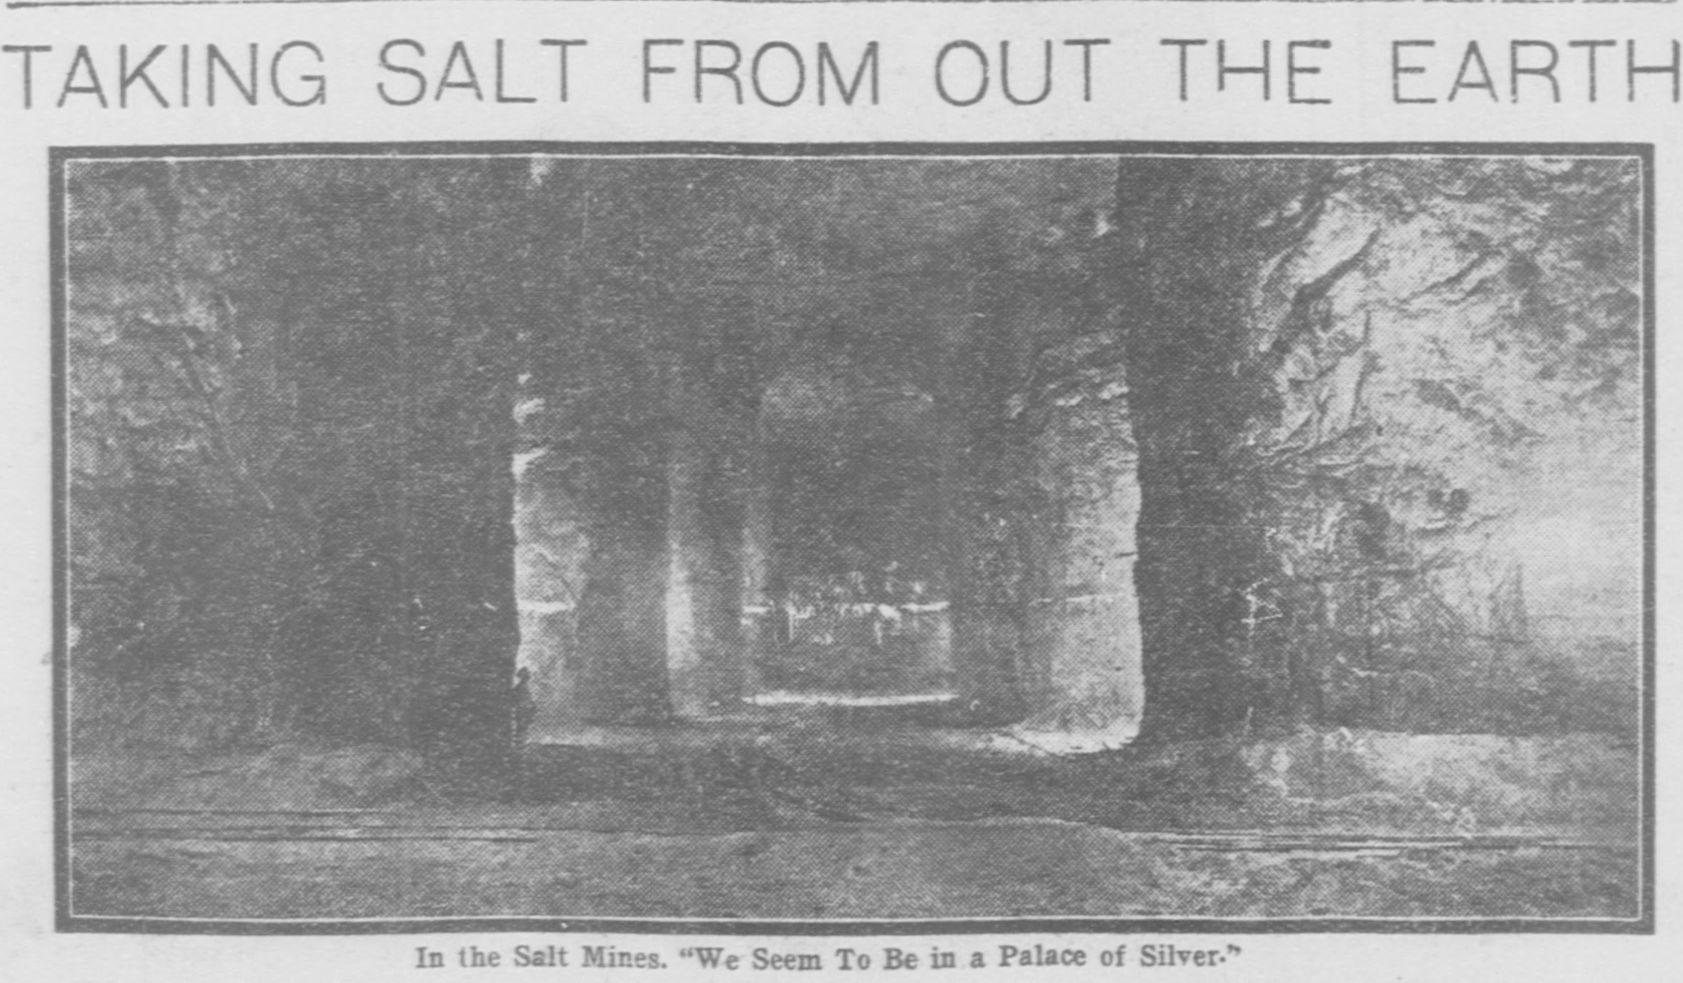 TAKING SALT FROM OUT THE EARTH
In the Salt Mines. "We Seem To Be in a Palace of Silver."